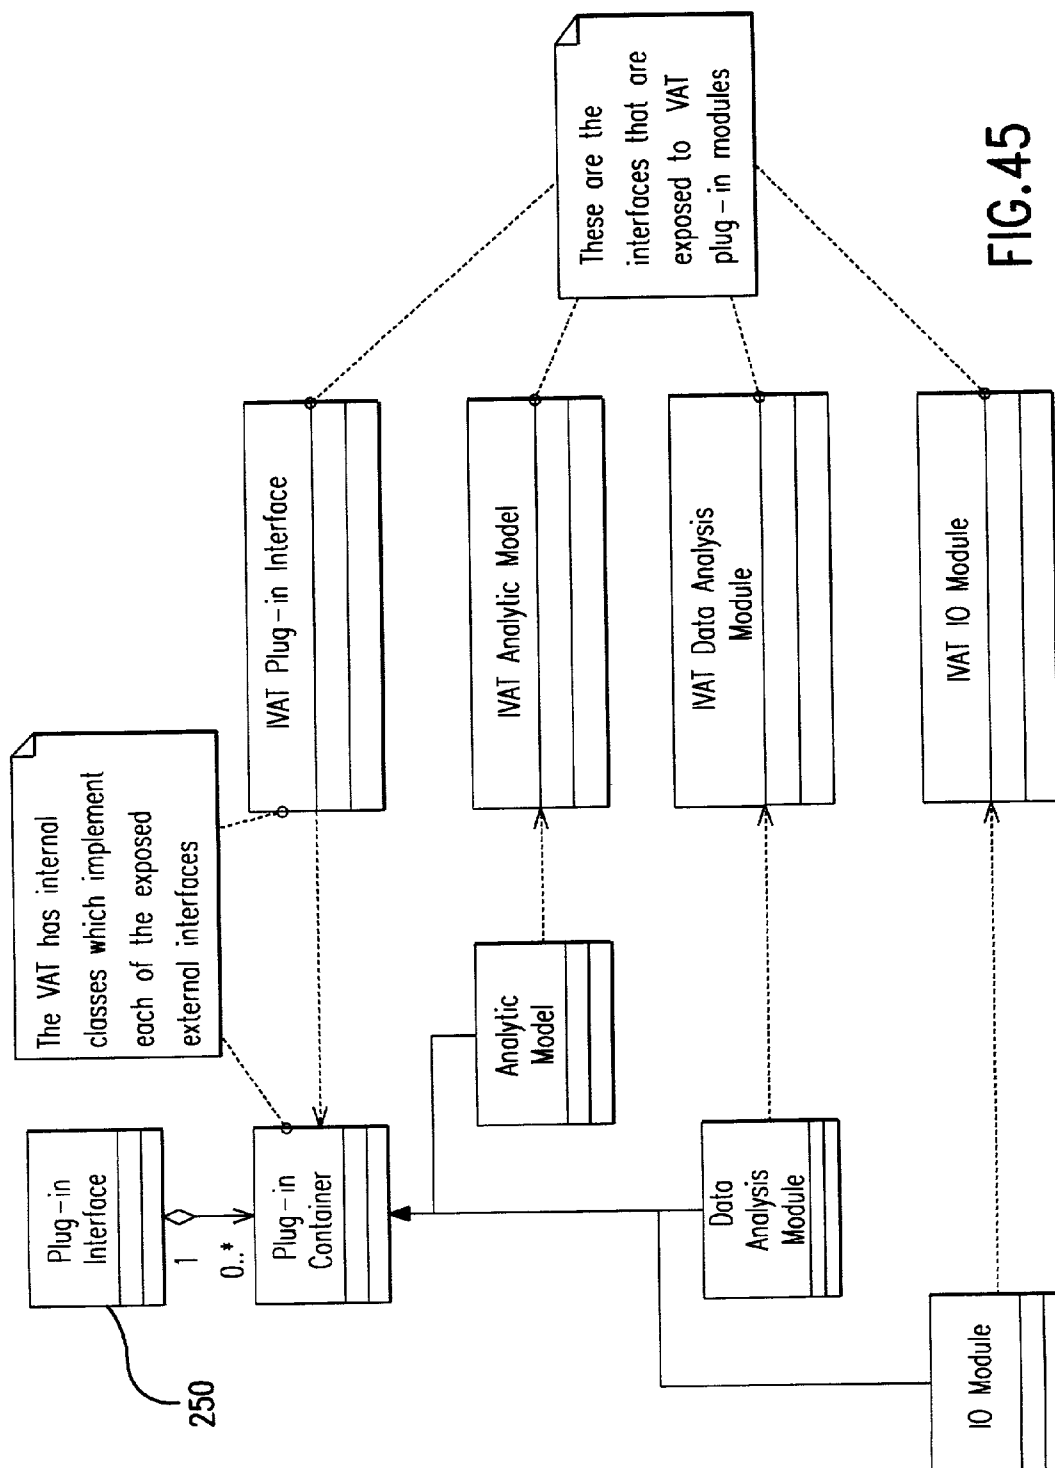 Plug-in
Interface
250
1
0..*
Plug-in
Container
The VAT has internal
classes which implement
each of the exposed
external interfaces
IVAT Plug-in Interface
Analytic
Model
IVAT Analytic Model
Data
Analysis
Module
IVAT Data Analysis
Module
IO Module
IVAT IO Module
These are the
interfaces that are
exposed to VAT
plug-in modules
FIG.45